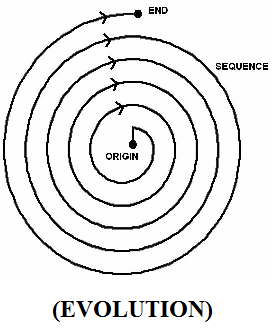 END
SEQUENCE
ORIGIN
(EVOLUTION)